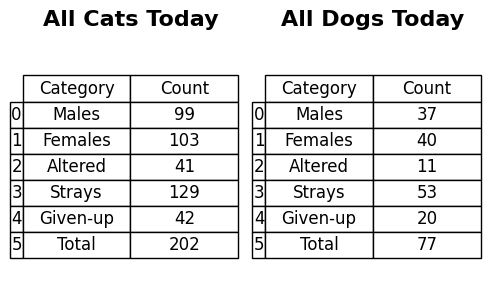 All Cats Today All Dogs Today
Category Count Category Count
0 Males 99 0 Males 37
1 Females 103 1 Females 40
2 Altered 41 2 Altered 11
3 Strays 129 3 Strays 53
4 Given-up 42 4 Given-up 20
5 Total 202 5 Total 77